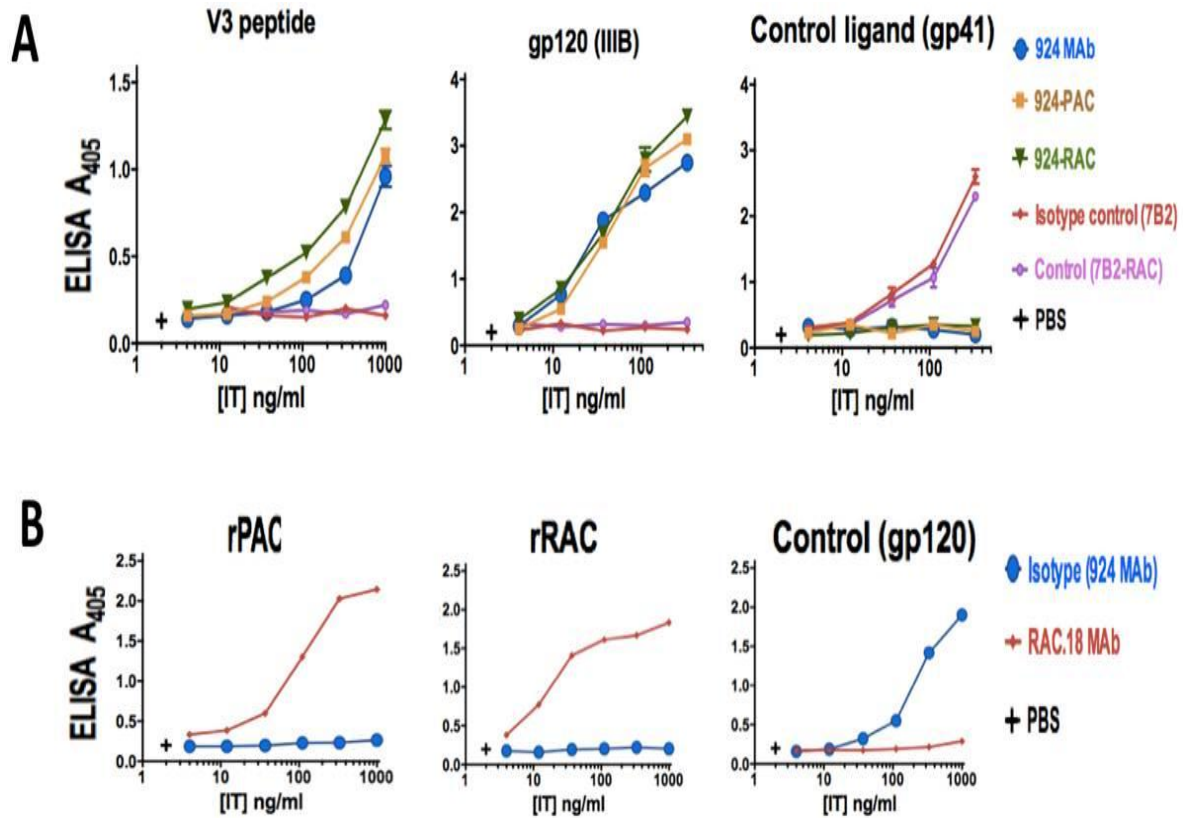 A
V3 peptide
gp120 (IIIB)
Control ligand (gp41)
ELISA A405
1.5
1.0
0.5
0.0
1 10 100 1000
[IT] ng/ml
4
3
2
1
0
1 10 100
[IT] ng/ml
4
3
2
1
0
1 10 100
[IT] ng/ml
924 MAb
924-PAC
924-RAC
Isotype control (7B2)
Control (7B2-RAC)
PBS
B
rPAC
rRAC
Control (gp120)
ELISA A405
2.5
2.0
1.5
1.0
0.5
0.0
1 10 100 1000
[IT] ng/ml
2.5
2.0
1.5
1.0
0.5
0.0
1 10 100 1000
[IT] ng/ml
2.5
2.0
1.5
1.0
0.5
0.0
1 10 100 1000
[IT] ng/ml
Isotype (924 MAb)
RAC.18 MAb
PBS